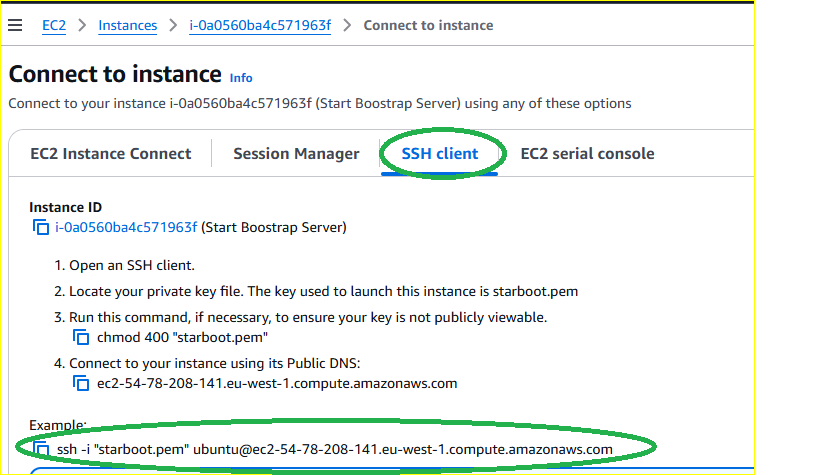 EC2 > Instances > i-0a0560ba4c571963f > Connect to instance
Connect to instance Info
Connect to your instance i-0a0560ba4c571963f (Start Boostrap Server) using any of these options
EC2 Instance Connect Session Manager SSH client EC2 serial console
Instance ID
i-0a0560ba4c571963f (Start Boostrap Server)
1. Open an SSH client.
2. Locate your private key file. The key used to launch this instance is starboot.pem
3. Run this command, if necessary, to ensure your key is not publicly viewable.
chmod 400 "starboot.pem"
4. Connect to your instance using its Public DNS:
ec2-54-78-208-141.eu-west-1.compute.amazonaws.com
Example:
ssh -i "starboot.pem" ubuntu@ec2-54-78-208-141.eu-west-1.compute.amazonaws.com